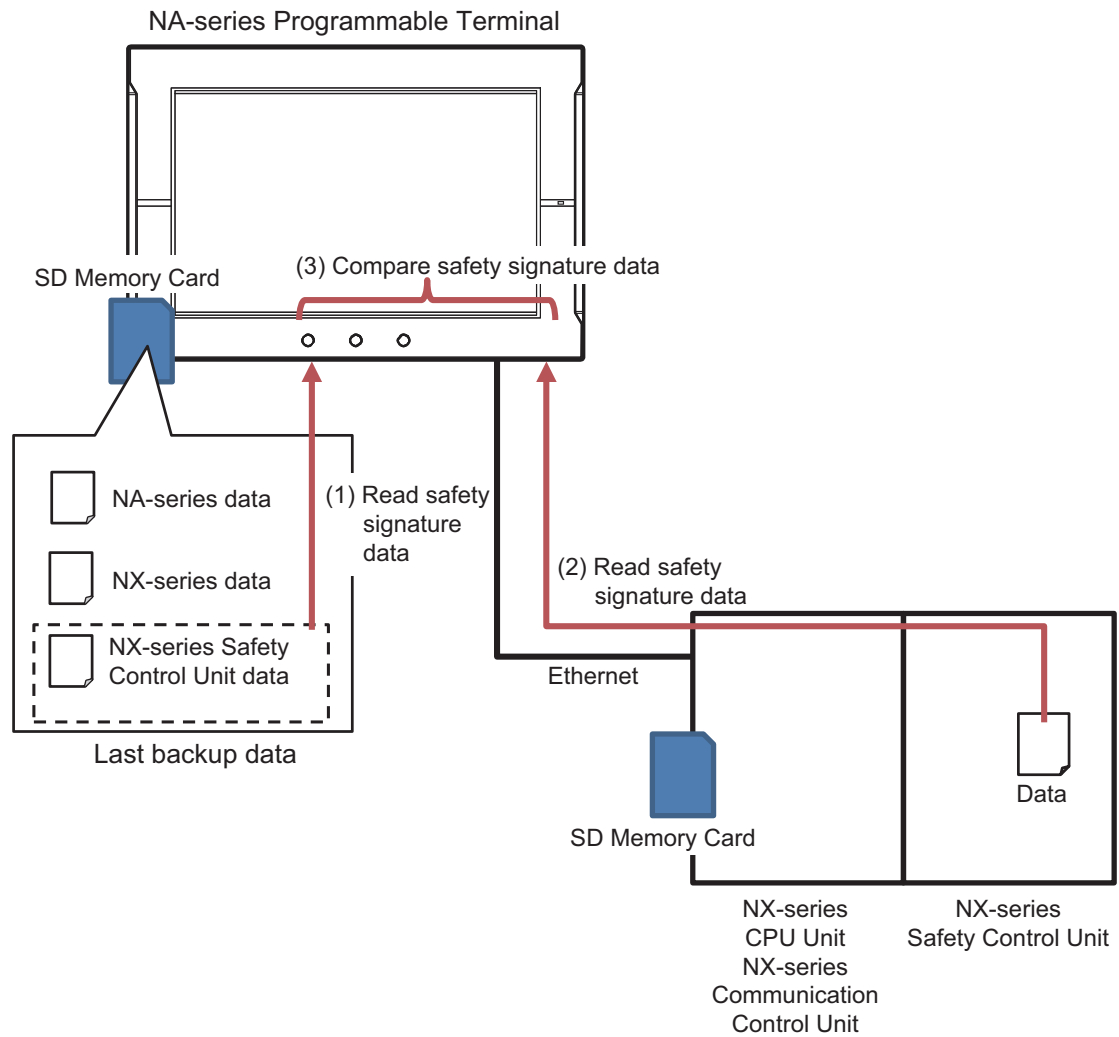 NA-series Programmable Terminal
SD Memory Card
(3) Compare safety signature data
NA-series data
NX-series data
NX-series Safety
Control Unit data
Last backup data
(1) Read safety
signature
data
(2) Read safety
signature data
Ethernet
SD Memory Card
Data
NX-series
CPU Unit
NX-series
Communication
Control Unit
NX-series
Safety Control Unit